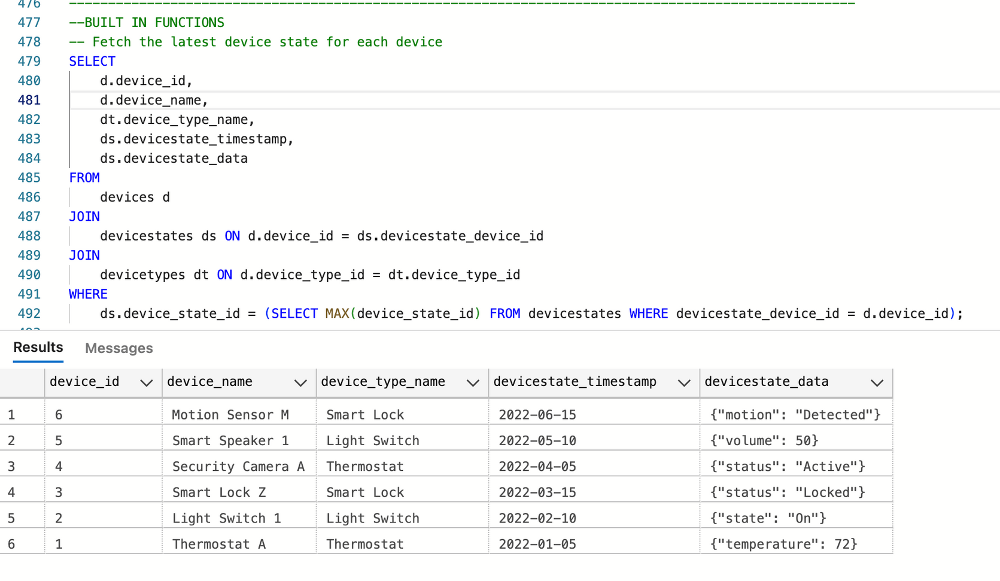 476 -----------------------------------------------------------------------------------------------------
477 --BUILT IN FUNCTIONS
478 -- Fetch the latest device state for each device
479 SELECT
480 d.device_id,
481 d.device_name,
482 dt.device_type_name,
483 ds.devicestate_timestamp,
484 ds.devicestate_data
485 FROM
486 devices d
487 JOIN
488 devicestates ds ON d.device_id = ds.devicestate_device_id
489 JOIN
490 devicetypes dt ON d.device_type_id = dt.device_type_id
491 WHERE
492 ds.device_state_id = (SELECT MAX(device_state_id) FROM devicestates WHERE devicestate_device_id = d.device_id);
Results Messages
device_id device_name device_type_name devicestate_timestamp devicestate_data
1 6 Motion Sensor M Smart Lock 2022-06-15 {"motion": "Detected"}
2 5 Smart Speaker 1 Light Switch 2022-05-10 {"volume": 50}
3 4 Security Camera A Thermostat 2022-04-05 {"status": "Active"}
4 3 Smart Lock Z Smart Lock 2022-03-15 {"status": "Locked"}
5 2 Light Switch 1 Light Switch 2022-02-10 {"state": "On"}
6 1 Thermostat A Thermostat 2022-01-05 {"temperature": 72}